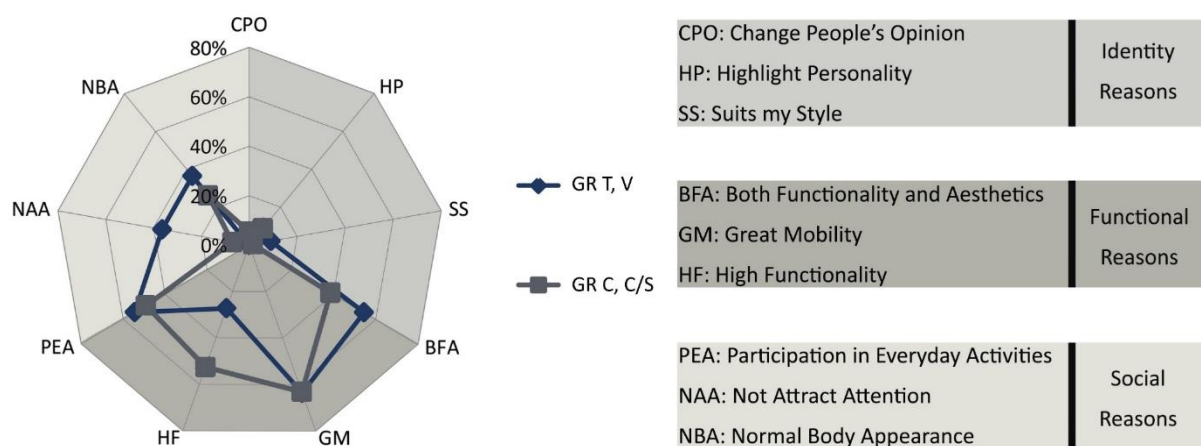 CPO
80%
NBA
HP
60%
40%
20%
NAA
SS
0%
PEA
BFA
HF
GM
GR T, V
GR C, C/S
CPO: Change People's Opinion
HP: Highlight Personality
SS: Suits my Style
Identity
Reasons
BFA: Both Functionality and Aesthetics
GM: Great Mobility
HF: High Functionality
Functional
Reasons
PEA: Participation in Everyday Activities
NAA: Not Attract Attention
NBA: Normal Body Appearance
Social
Reasons